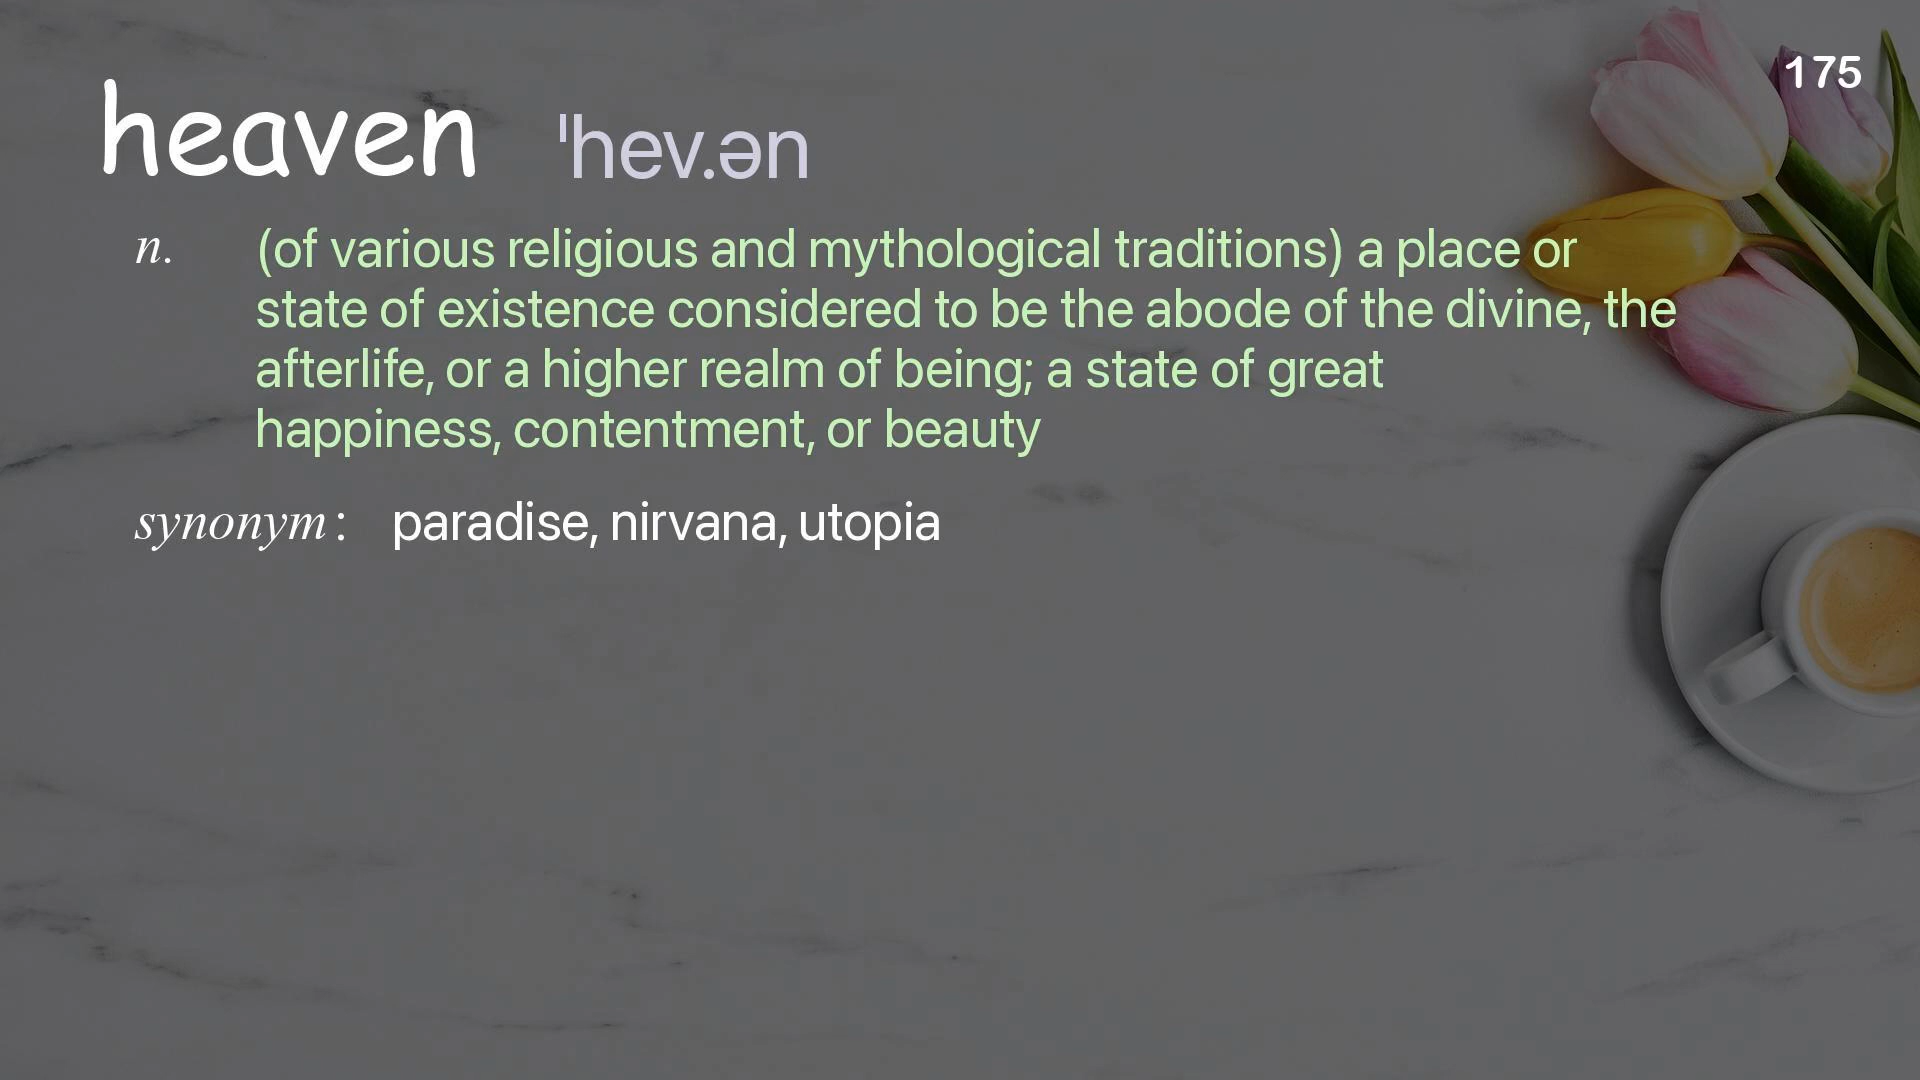 175
heaven ˈhev.ən
n. (of various religious and mythological traditions) a place or
state of existence considered to be the abode of the divine, the
afterlife, or a higher realm of being; a state of great
happiness, contentment, or beauty
synonym: paradise, nirvana, utopia